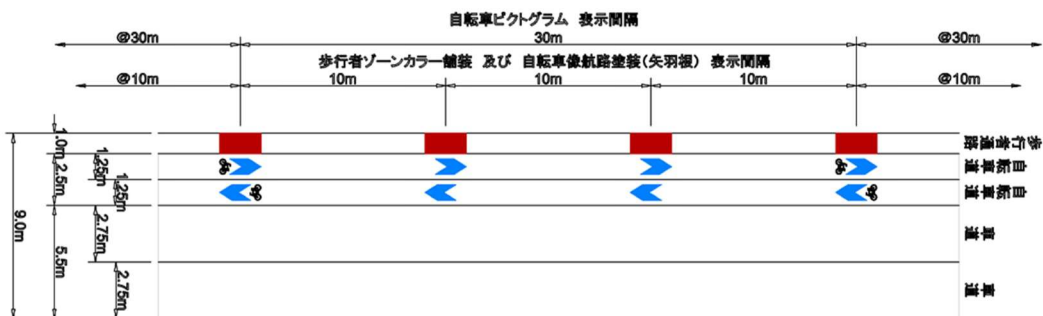 自転車ピクトグラム 表示間隔
@30m 30m @30m
歩行者ゾーンカラー舗装 及び 自転車像航路塗装(矢羽根) 表示間隔
@10m 10m 10m 10m @10m
1.0m
2.5m
1.25m
1.25m
9.0m
5.5m
2.75m
2.75m
歩行者通路
自転車道
自転車道
車道
車道